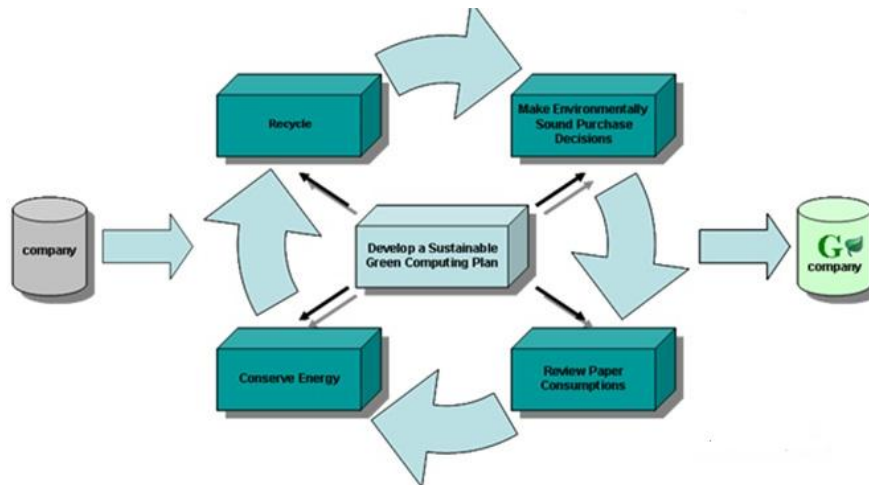 Recycle
Make Environmentally
Sound Purchase
Decisions
company
Develop a Sustainable
Green Computing Plan
G
company
Conserve Energy
Review Paper
Consumptions